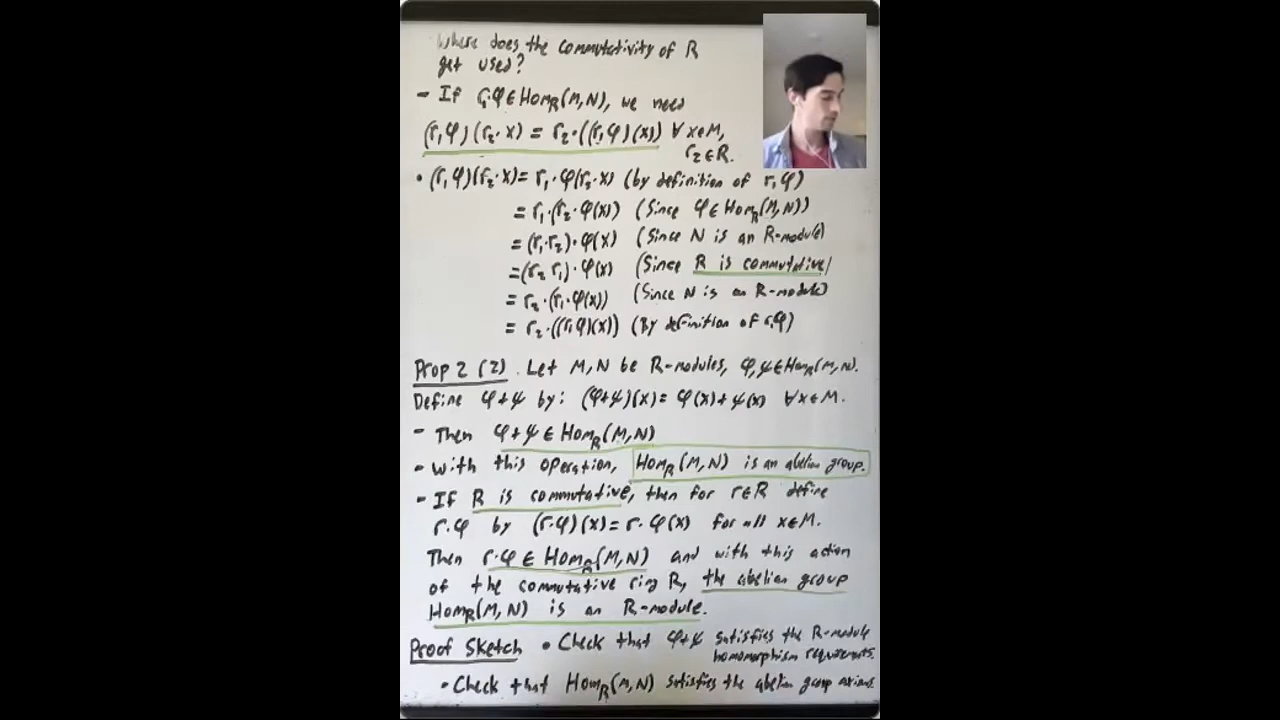 Where does the commutativity of R
get used?
- If r₁φ ∈ Hom_R(M,N), we need
(r₁φ)(r₂·x) = r₂·((r₁φ)(x)) ∀ x∈M,
r₂∈R.
• (r₁φ)(r₂·x) = r₁·φ(r₂·x) (by definition of r₁φ)
= r₁·(r₂·φ(x)) (Since φ∈Hom_R(M,N))
= (r₁·r₂)·φ(x) (Since N is an R-module)
= (r₂ r₁)·φ(x) (Since R is commutative)
= r₂·(r₁·φ(x)) (Since N is an R-module)
= r₂·((r₁φ)(x)) (By definition of r₁φ)
Prop 2 (2). Let M,N be R-modules, φ,ψ∈Hom_R(M,N).
Define φ+ψ by: (φ+ψ)(x) = φ(x)+ψ(x) ∀x∈M.
- Then φ+ψ ∈ Hom_R(M,N)
- With this operation, Hom_R(M,N) is an abelian group.
- If R is commutative, then for r∈R define
r·φ by (r·φ)(x) = r·φ(x) for all x∈M.
Then r·φ ∈ Hom_R(M,N) and with this action
of the commutative ring R, the abelian group
Hom_R(M,N) is an R-module.
Proof Sketch • Check that φ+ψ satisfies the R-module
homomorphism requirements.
• Check that Hom_R(M,N) satisfies the abelian group axioms.